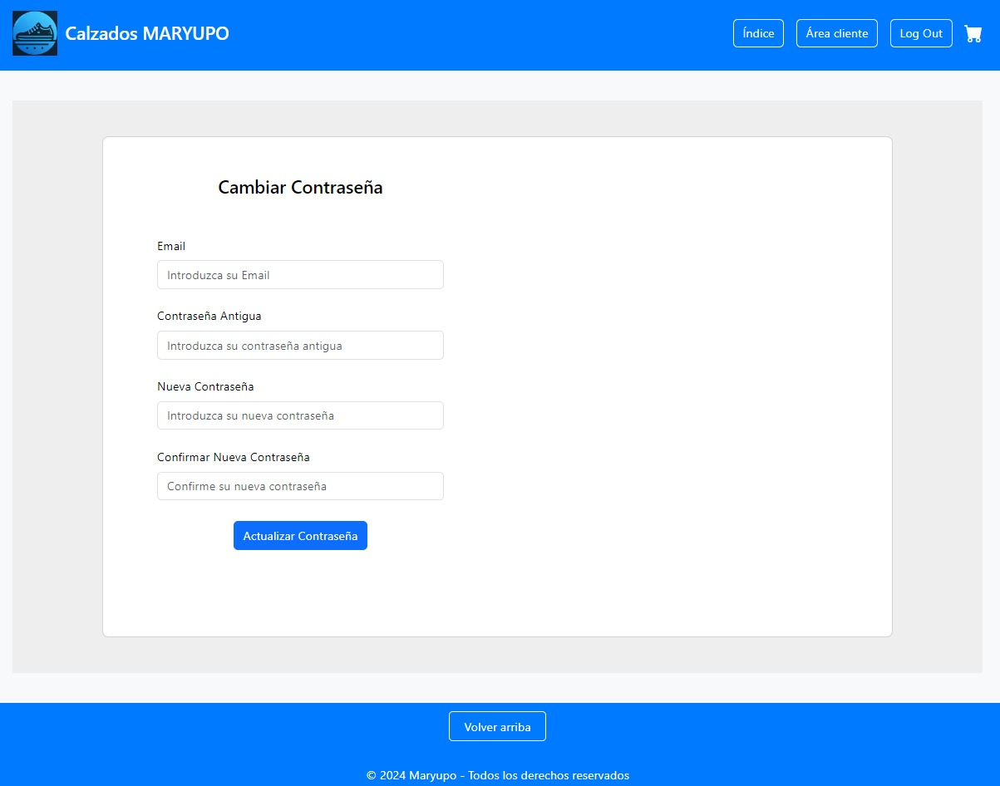 Calzados MARYUPO
Índice
Área cliente
Log Out
Cambiar Contraseña
Email
Introduzca su Email
Contraseña Antigua
Introduzca su contraseña antigua
Nueva Contraseña
Introduzca su nueva contraseña
Confirmar Nueva Contraseña
Confirme su nueva contraseña
Actualizar Contraseña
Volver arriba
© 2024 Maryupo - Todos los derechos reservados